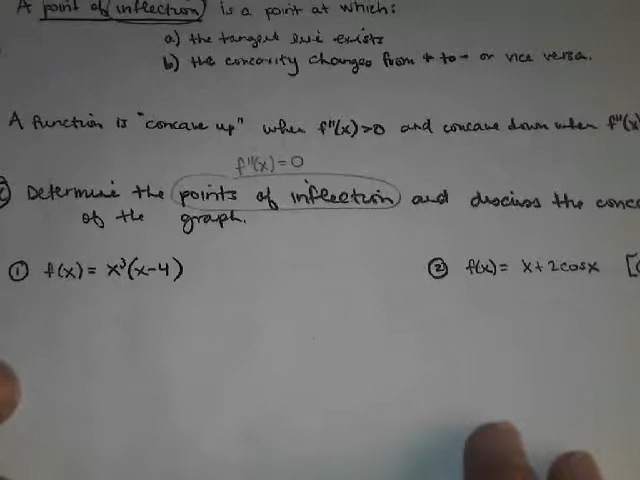 A point of inflection is a point at which:
a) the tangent line exists
b) the concavity changes from + to - or vice versa.
A function is "concave up" when f"(x)>0 and concave down when f"(x
f"(x)=0
Determine the points of inflection and discuss the conc
of the graph.
① f(x) = x³(x-4)
② f(x) = x + 2cosx [